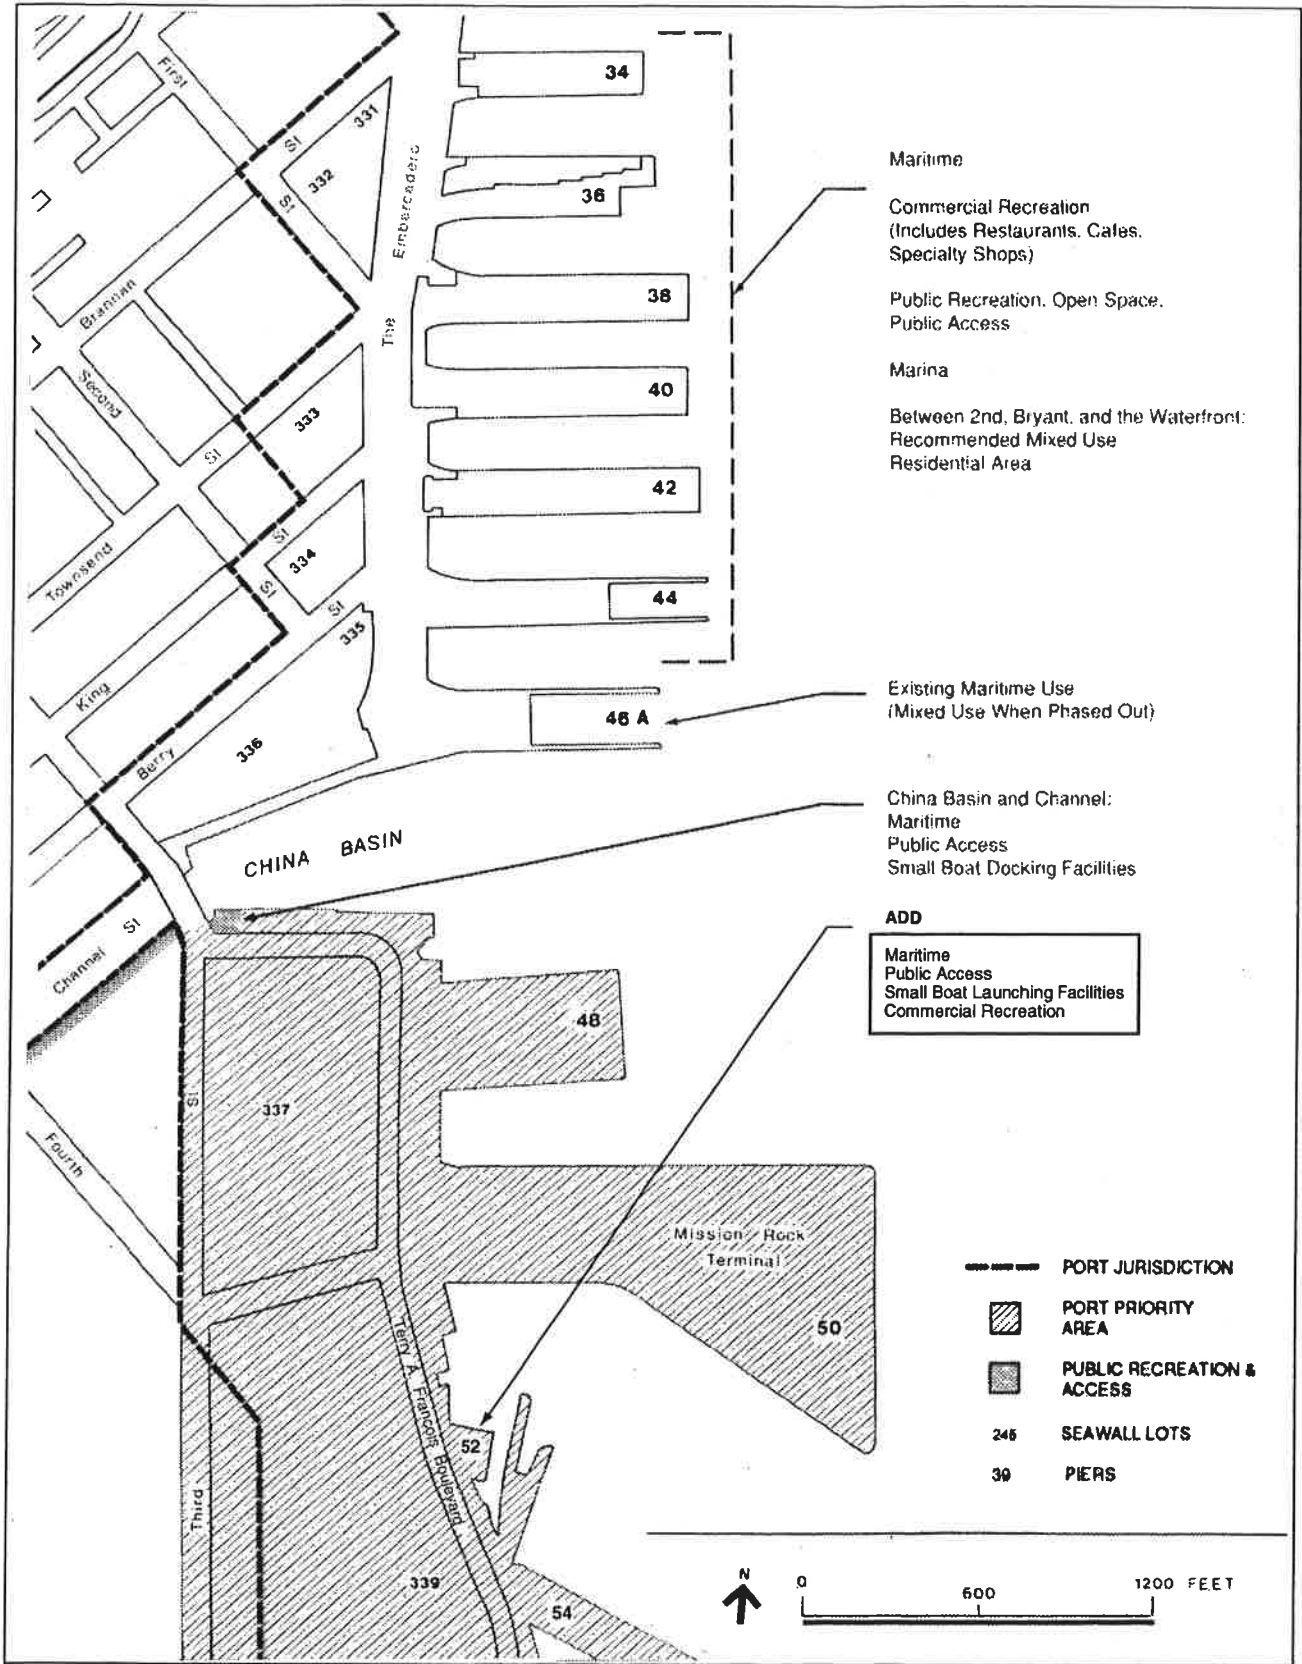 First
St
331
332
St
The Embarcadero
34
36
38
40
42
44
46 A
Brannan
Second
St
333
Townsend
St
334
St
St
335
King
Berry
336
CHINA BASIN
Channel St
Fourth
St
337
48
Mission Rock
Terminal
50
Terry A Francois Boulevard
52
Third
339
54
Maritime
Commercial Recreation
(Includes Restaurants, Cafes,
Specialty Shops)
Public Recreation, Open Space,
Public Access
Marina
Between 2nd, Bryant, and the Waterfront:
Recommended Mixed Use
Residential Area
Existing Maritime Use
(Mixed Use When Phased Out)
China Basin and Channel:
Maritime
Public Access
Small Boat Docking Facilities
ADD
Maritime
Public Access
Small Boat Launching Facilities
Commercial Recreation
PORT JURISDICTION
PORT PRIORITY
AREA
PUBLIC RECREATION &
ACCESS
245 SEAWALL LOTS
39 PIERS
N
0
600
1200 FEET